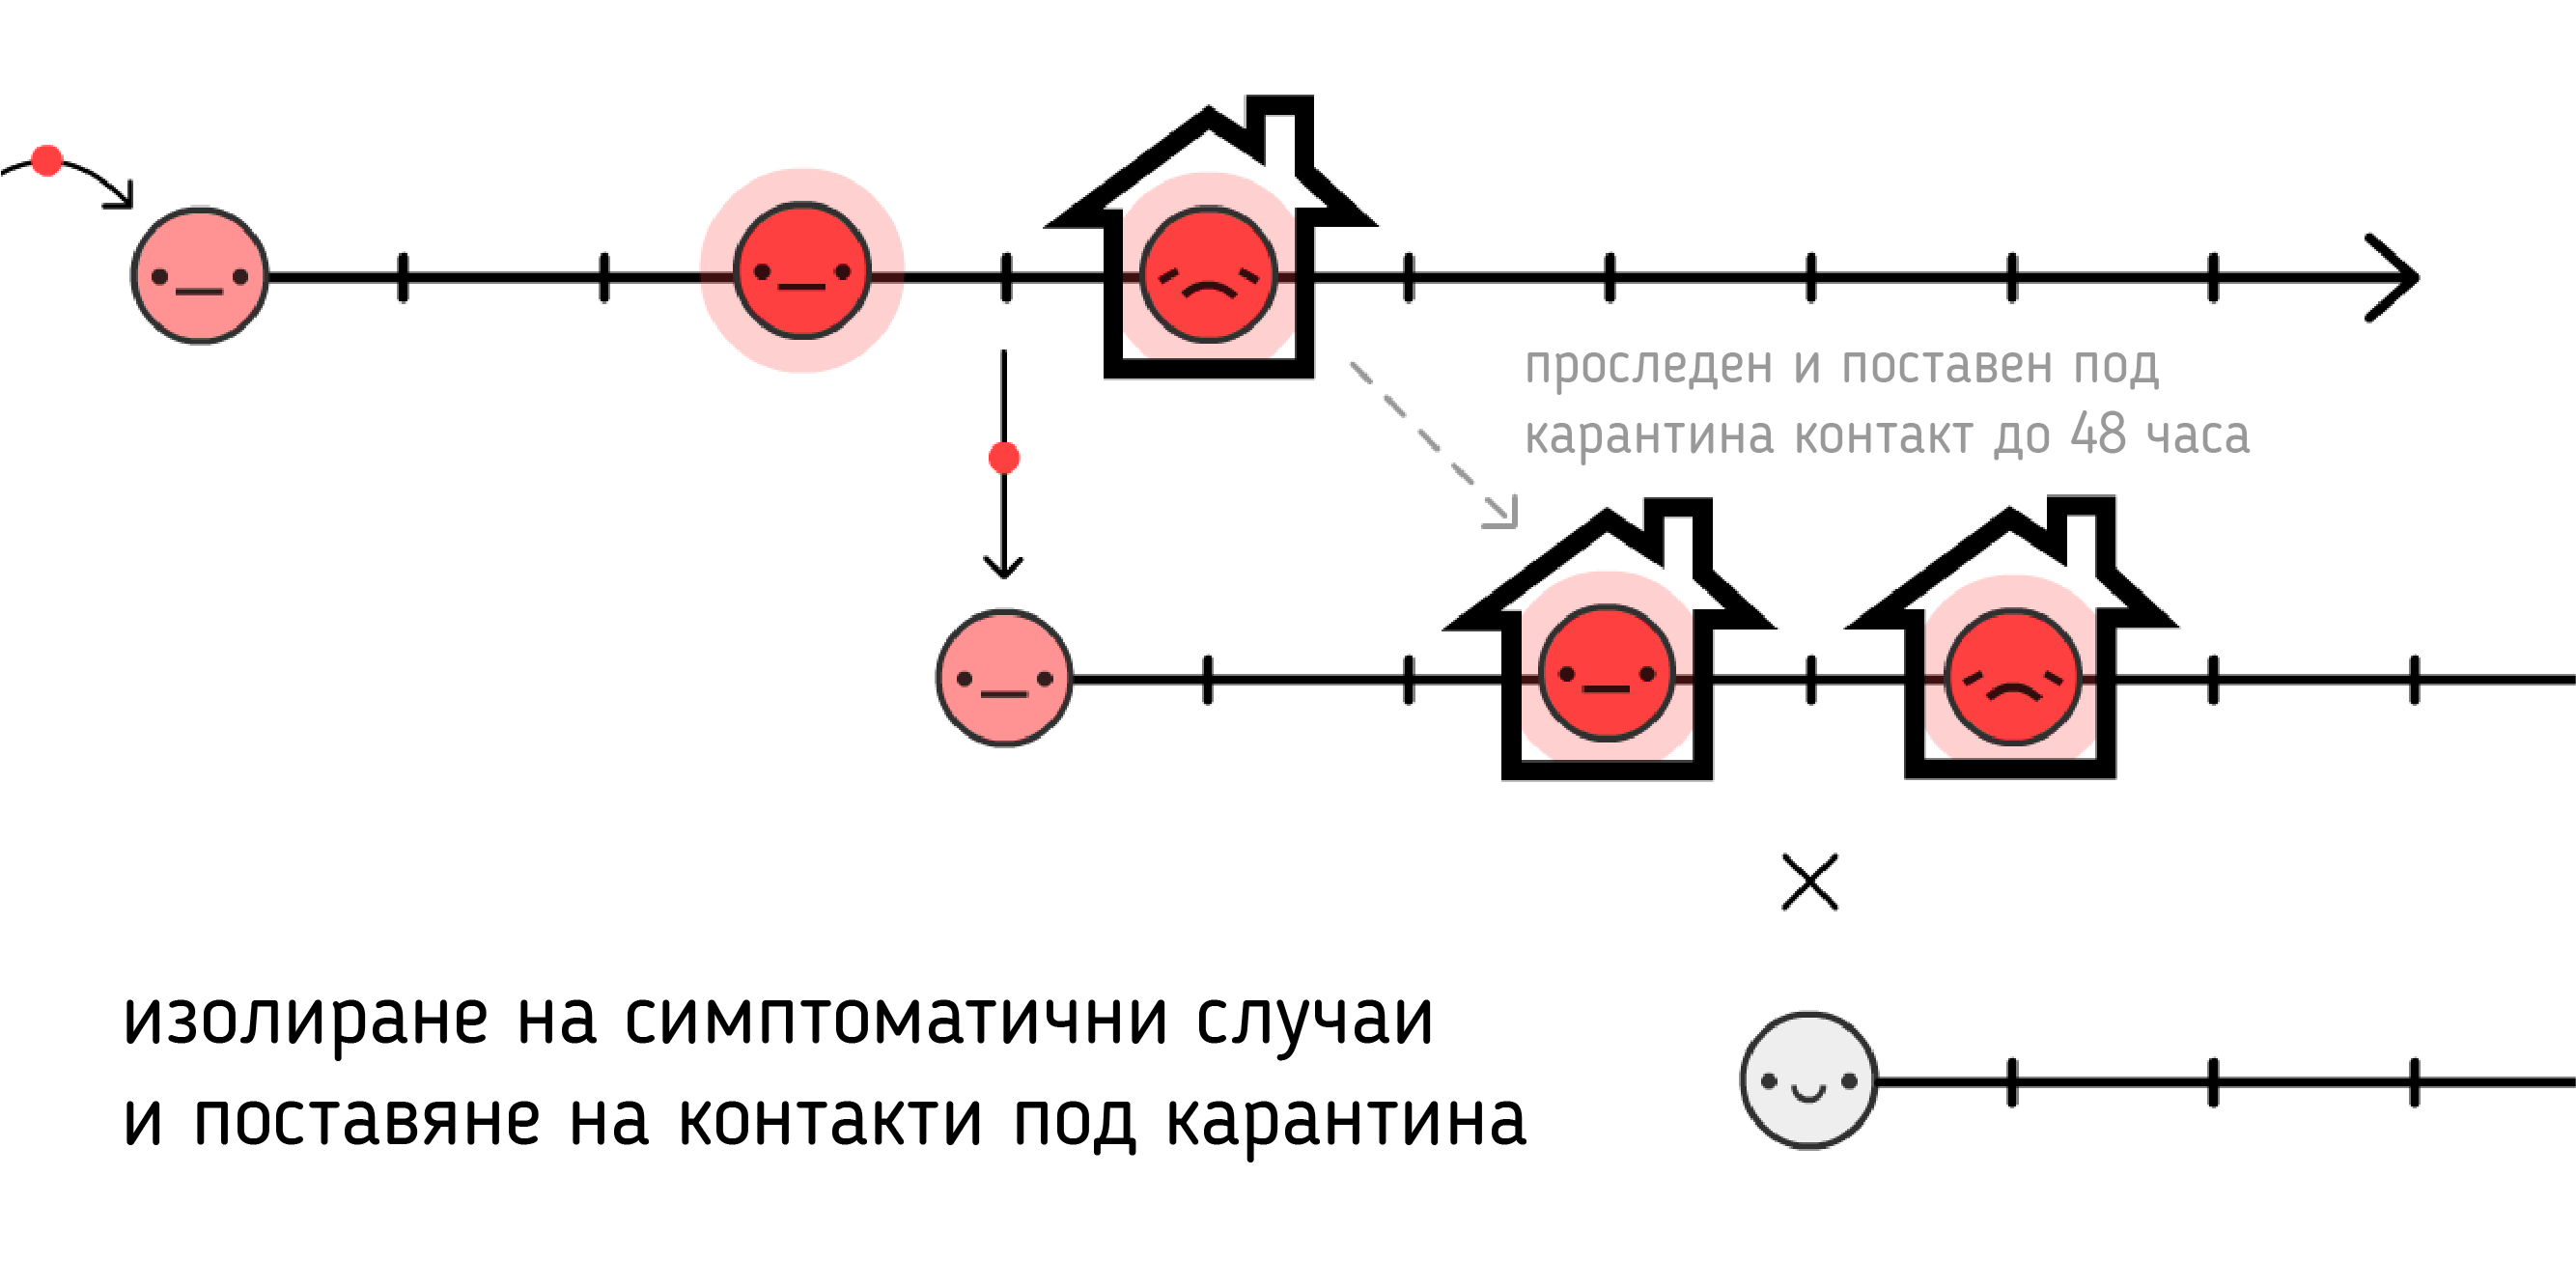 проследен и поставен под
карантина контакт до 48 часа
изолиране на симптоматични случаи
и поставяне на контакти под карантина